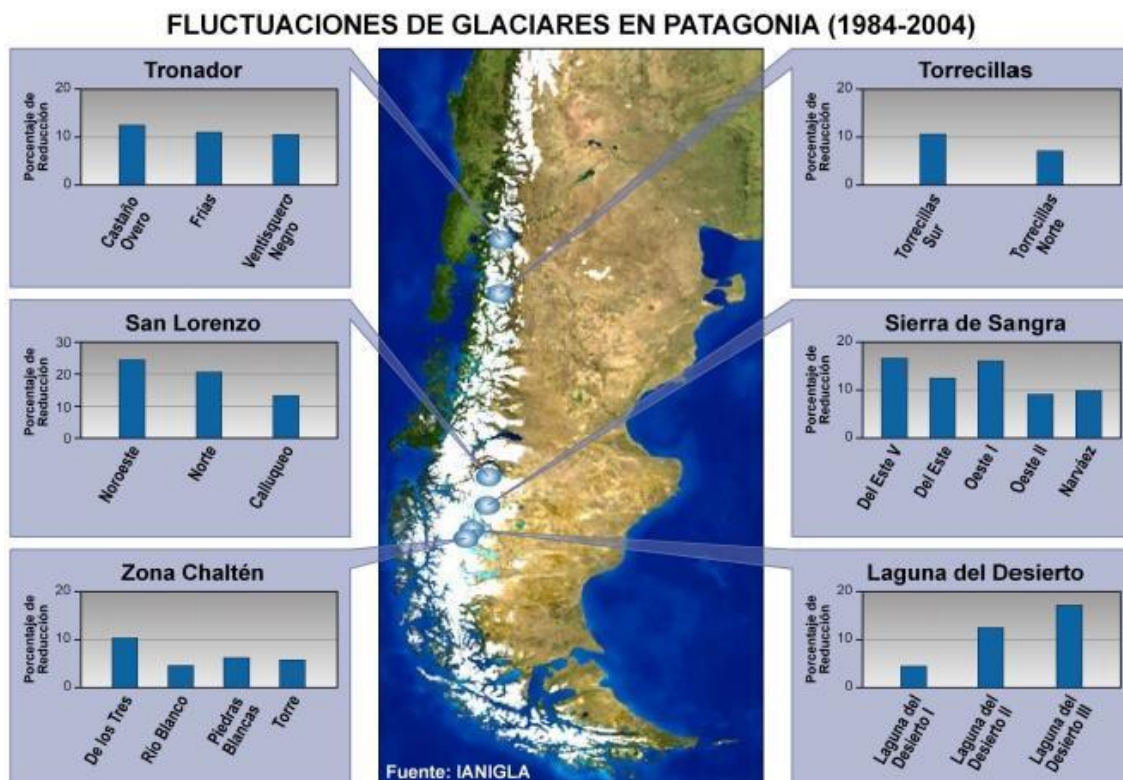 FLUCTUACIONES DE GLACIARES EN PATAGONIA (1984-2004)
Tronador
Porcentaje de
Reducción
20
10
0
Castaño
Overo
Frías
Ventisquero
Negro
Torrecillas
Porcentaje de
Reducción
20
10
0
Torrecillas
Sur
Torrecillas
Norte
San Lorenzo
Porcentaje de
Reducción
30
20
10
0
Noroeste
Norte
Calluqueo
Sierra de Sangra
Porcentaje de
Reducción
20
10
0
Del Este V
Del Este
Oeste I
Oeste II
Narváez
Zona Chaltén
Porcentaje de
Reducción
20
10
0
De los Tres
Río Blanco
Piedras
Blancas
Torre
Laguna del Desierto
Porcentaje de
Reducción
20
10
0
Laguna del
Desierto I
Laguna del
Desierto II
Laguna del
Desierto III
Fuente: IANIGLA